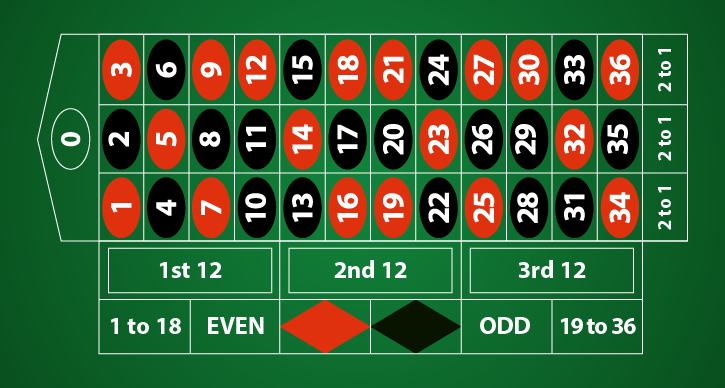 3 6 9 12 15 18 21 24 27 30 33 36 2 to 1
0 2 5 8 11 14 17 20 23 26 29 32 35 2 to 1
1 4 7 10 13 16 19 22 25 28 31 34 2 to 1
1st 12 2nd 12 3rd 12
1 to 18 EVEN ODD 19 to 36